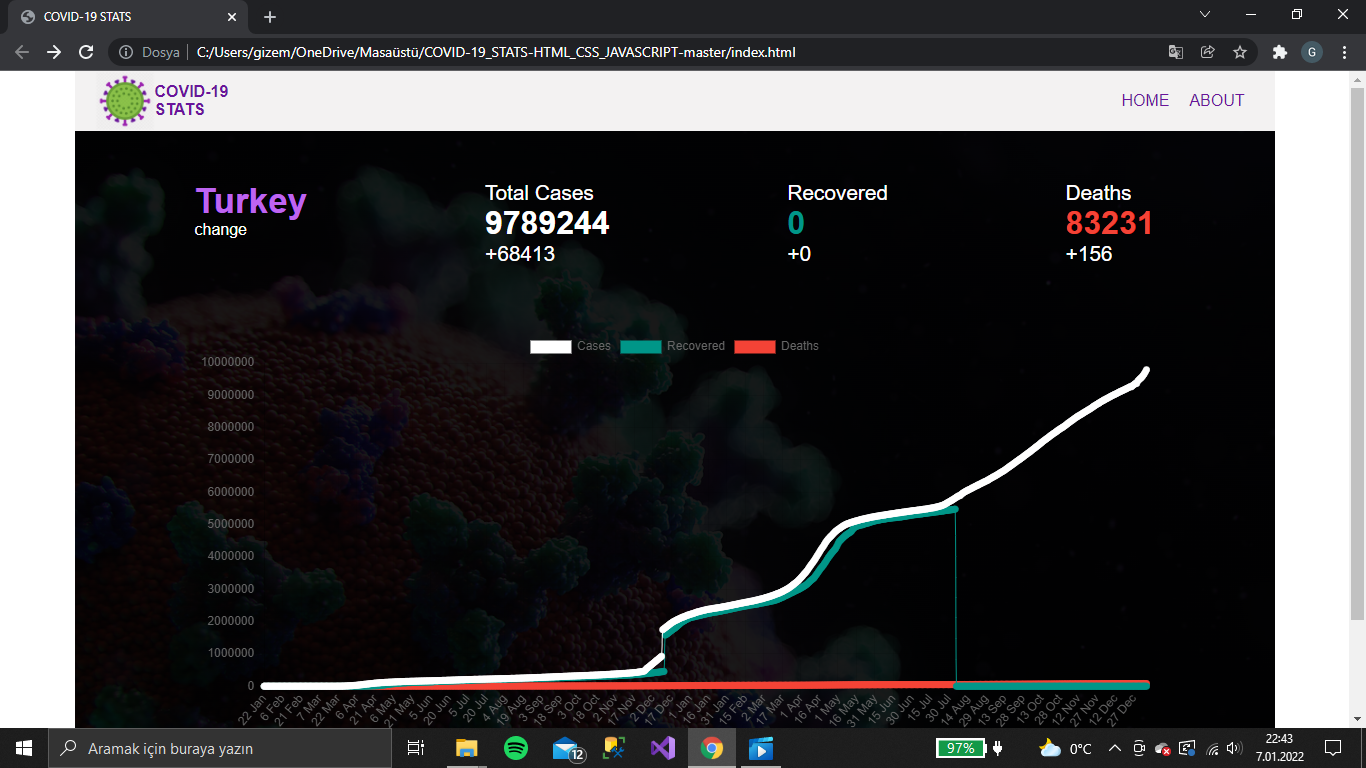 COVID-19 STATS
Dosya
C:/Users/gizem/OneDrive/Masaüstü/COVID-19_STATS-HTML_CSS_JAVASCRIPT-master/index.html
G
COVID-19
STATS
HOME ABOUT
Turkey
change
Total Cases
9789244
+68413
Recovered
0
+0
Deaths
83231
+156
Cases Recovered Deaths
10000000
9000000
8000000
7000000
6000000
5000000
4000000
3000000
2000000
1000000
0
22 Jan 6 Feb 21 Feb 7 Mar 22 Mar 6 Apr 21 Apr 6 May 21 May 5 Jun 20 Jun 5 Jul 20 Jul 4 Aug 19 Aug 3 Sep 18 Sep 3 Oct 18 Oct 2 Nov 17 Nov 2 Dec 17 Dec 1 Jan 16 Jan 31 Jan 15 Feb 2 Mar 17 Mar 1 Apr 16 Apr 1 May 16 May 31 May 15 Jun 30 Jun 15 Jul 30 Jul 14 Aug 29 Aug 13 Sep 28 Sep 13 Oct 28 Oct 12 Nov 27 Nov 12 Dec 27 Dec
Aramak için buraya yazın
12
97%
0°C
22:43
7.01.2022